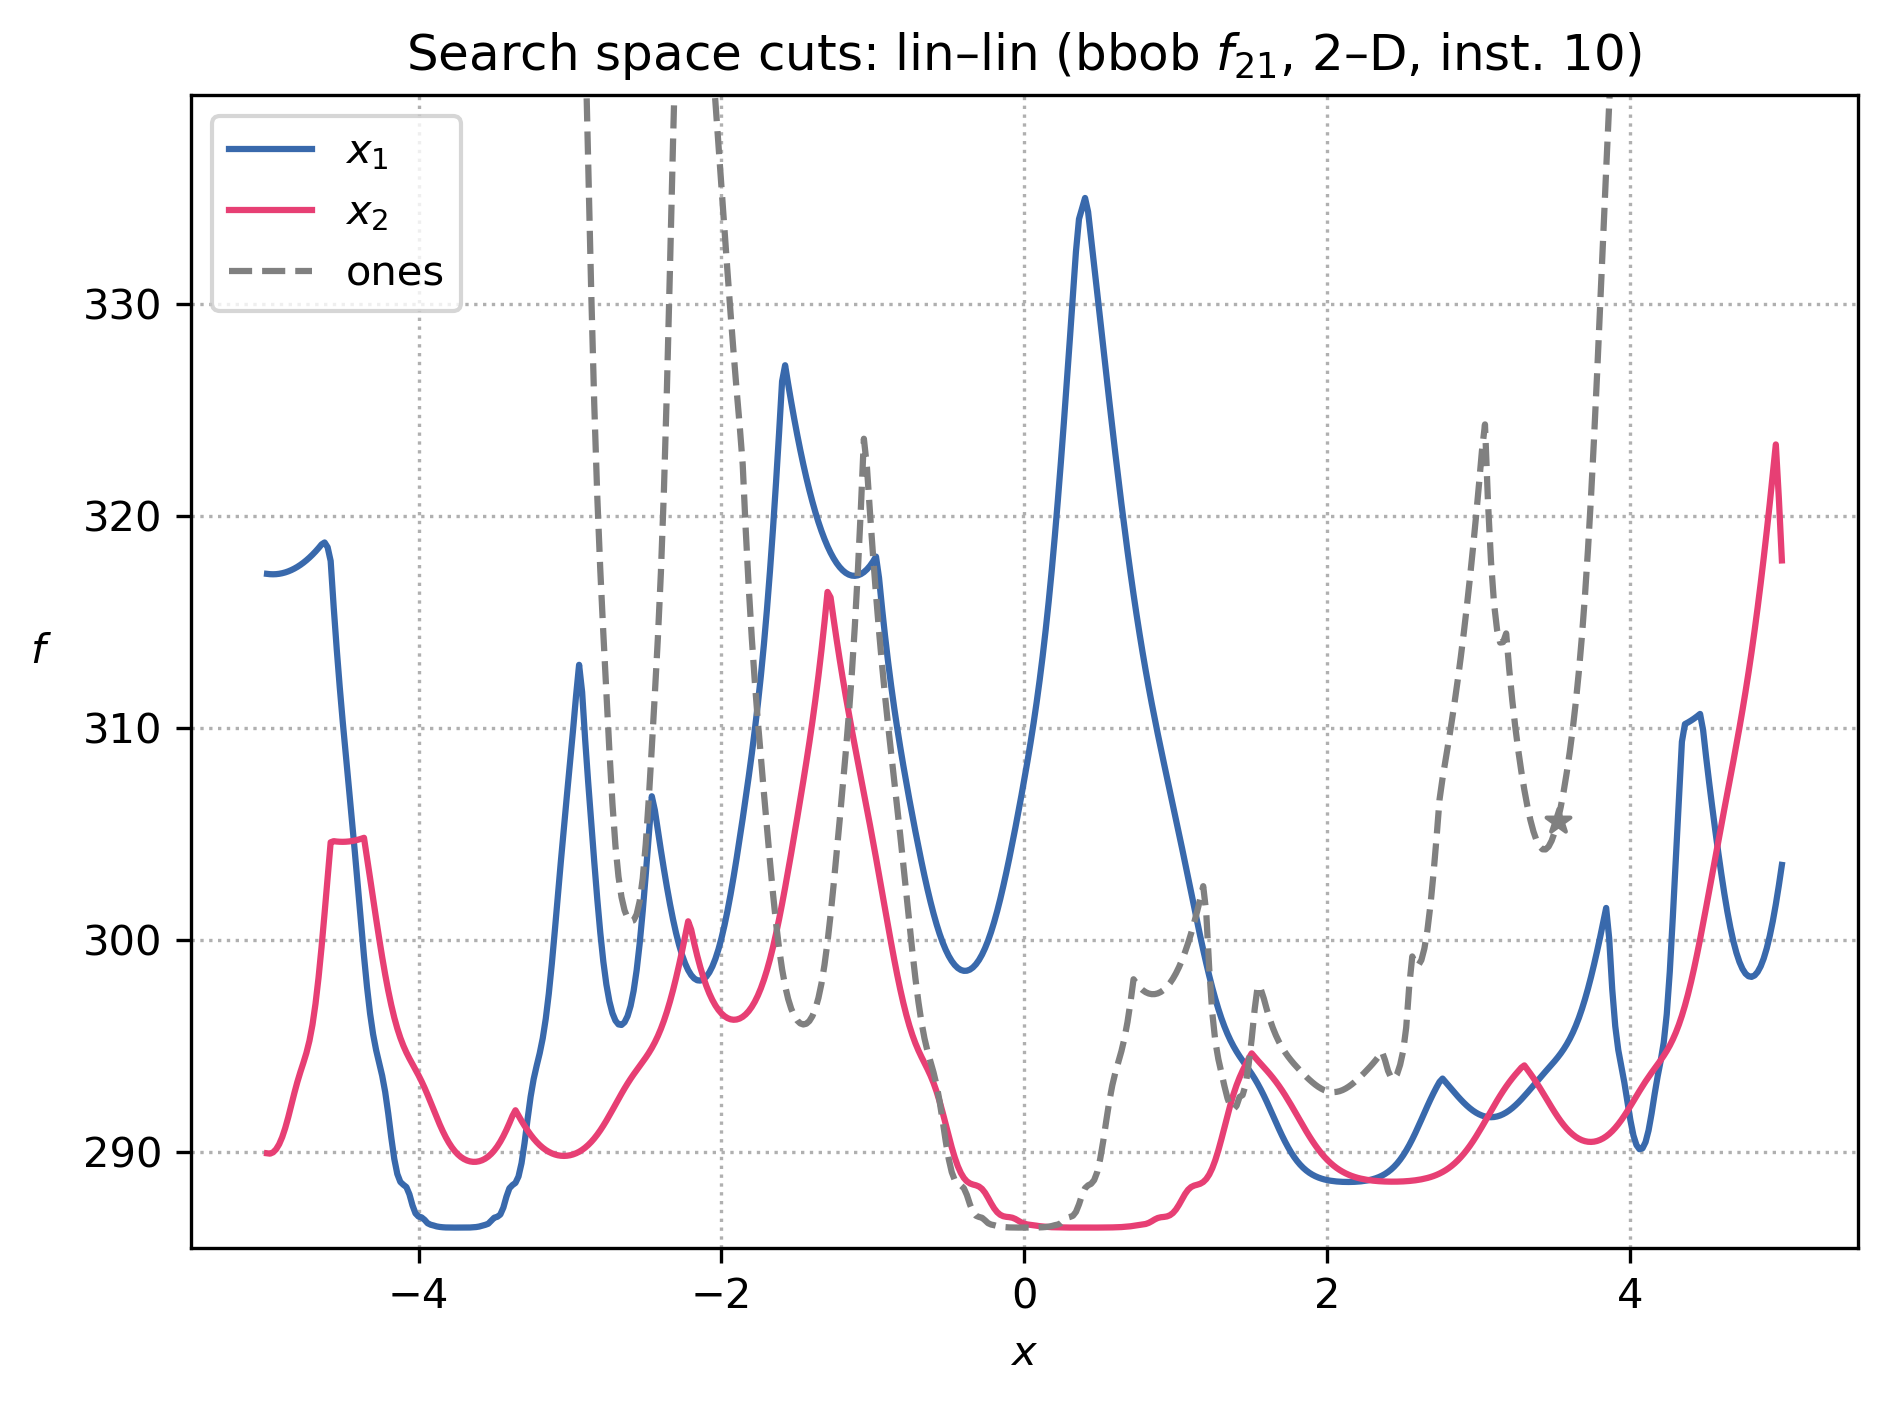 Search space cuts: lin–lin (bbob f21, 2–D, inst. 10)
x1
x2
ones
330
320
310
300
290
f
−4
−2
0
2
4
x